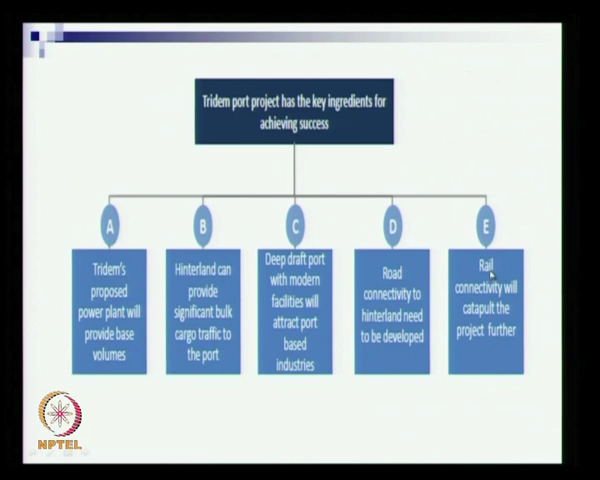 Tridem port project has the key ingredients for
achieving success
A
B
C
D
E
Tridem's
proposed
power plant will
provide base
volumes
Hinterland can
provide
significant bulk
cargo traffic to
the port
Deep draft port
with modern
facilities will
attract port
based
industries
Road
connectivity to
hinterland need
to be developed
Rail
connectivity will
catapult the
project further
NPTEL